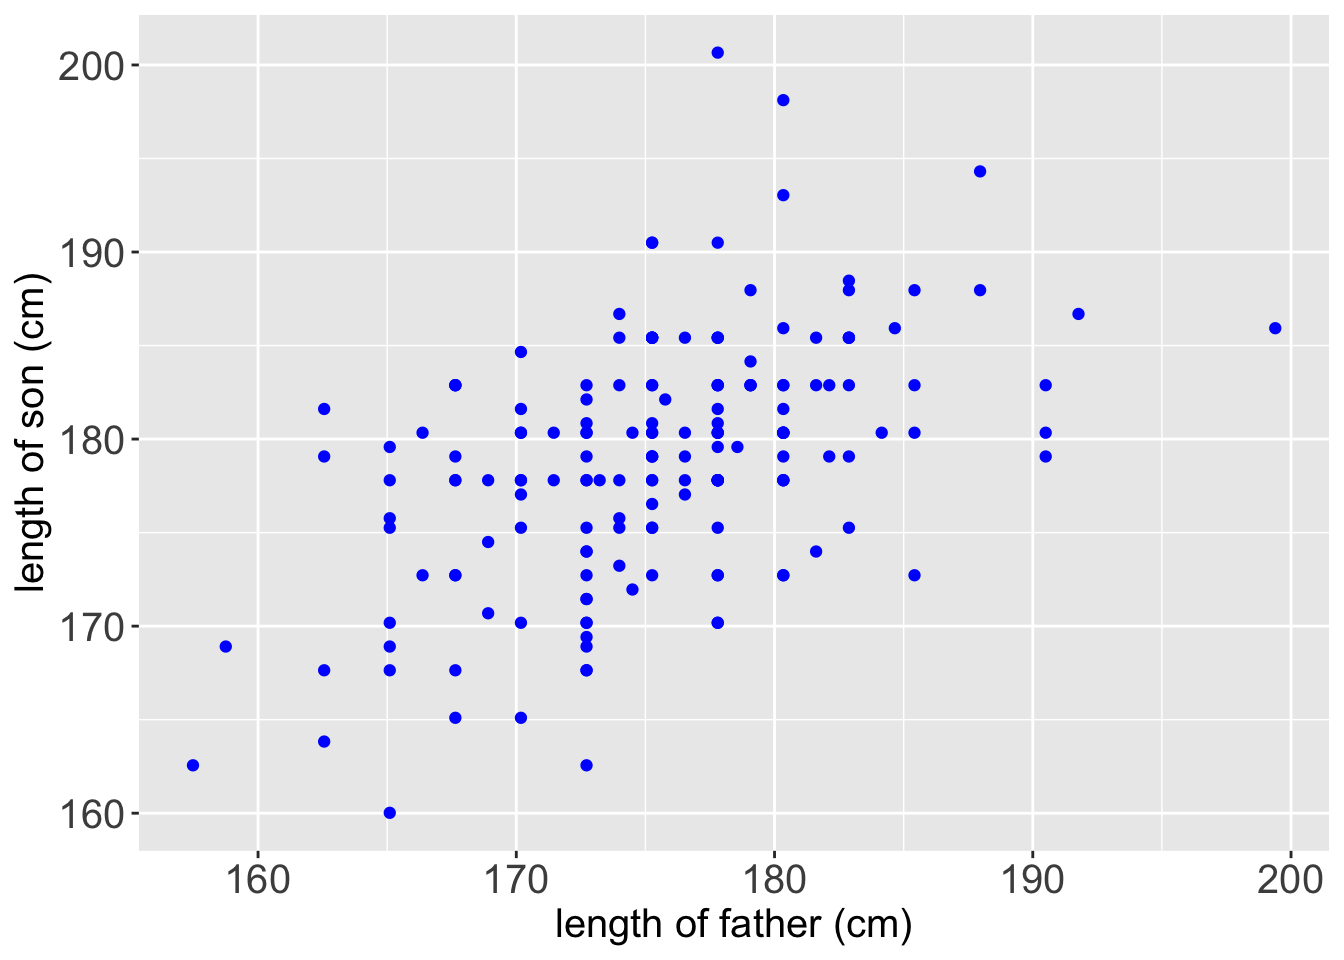 200
190
180
170
160
length of son (cm)
160 170 180 190 200
length of father (cm)